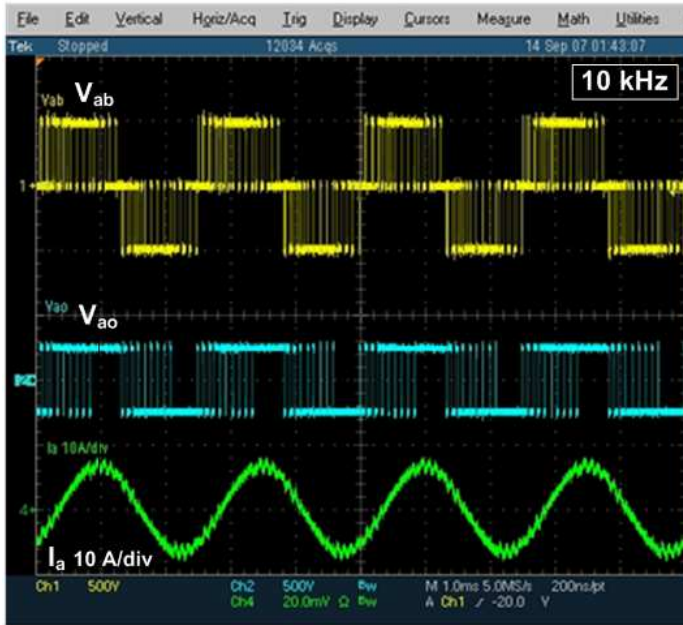 File Edit Vertical Horiz/Acq Trig Display Cursors Measure Math Utilities
Tek Stopped 12034 Acqs 14 Sep 07 01:43:07
Vab
Vab
10 kHz
1
Vao
Vao
2
Ia 10A/div
4
Ia 10 A/div
Ch1 500V Ch2 500V Bw M 1.0ms 5.0MS/s 200ns/pt
Ch4 20.0mV Ω Bw A Ch1 ∕ -20.0 V